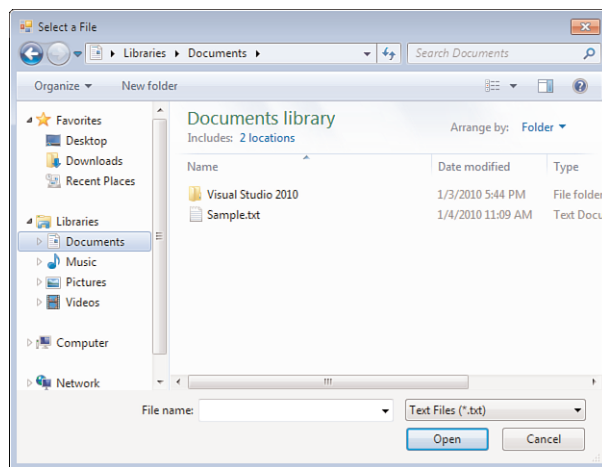 Select a File
Libraries Documents
Search Documents
Organize New folder
Favorites
Desktop
Downloads
Recent Places
Libraries
Documents
Music
Pictures
Videos
Computer
Network
Documents library
Includes: 2 locations
Arrange by: Folder
Name Date modified Type
Visual Studio 2010 1/3/2010 5:44 PM File folder
Sample.txt 1/4/2010 11:09 AM Text Docu
File name: Text Files (*.txt)
Open Cancel